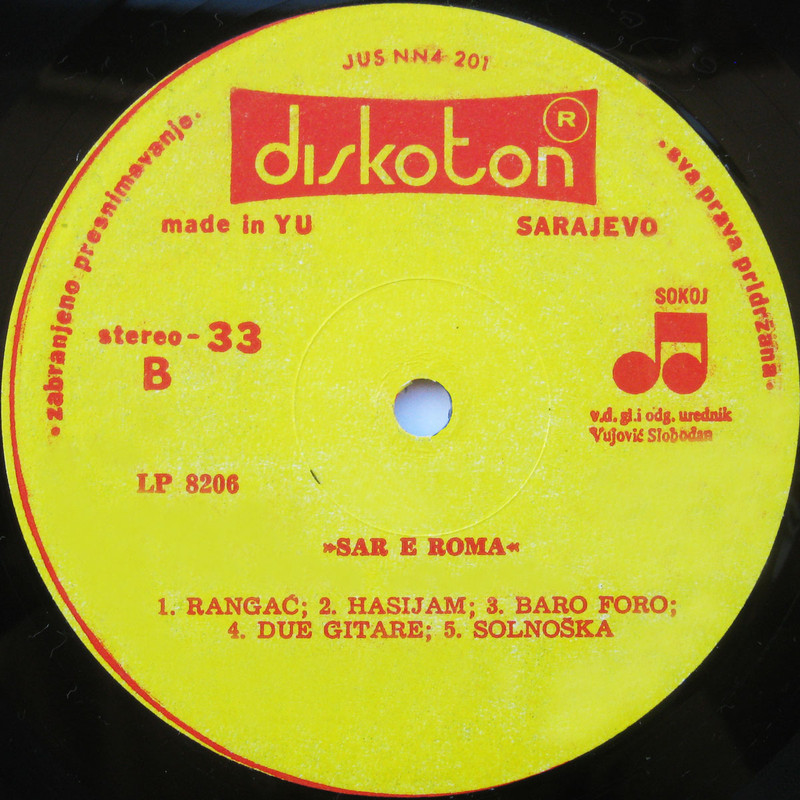 JUS NN4 201
diskoton ®
made in YU
SARAJEVO
• zabranjeno presnimavanje.
• sva prava pridržana •
stereo - 33
B
SOKOJ
v.d. gl. i odg. urednik
Vujović Slobodan
LP 8206
»SAR E ROMA«
1. RANGAĆ; 2. HASIJAM; 3. BARO FORO;
4. DUE GITARE; 5. SOLNOŠKA